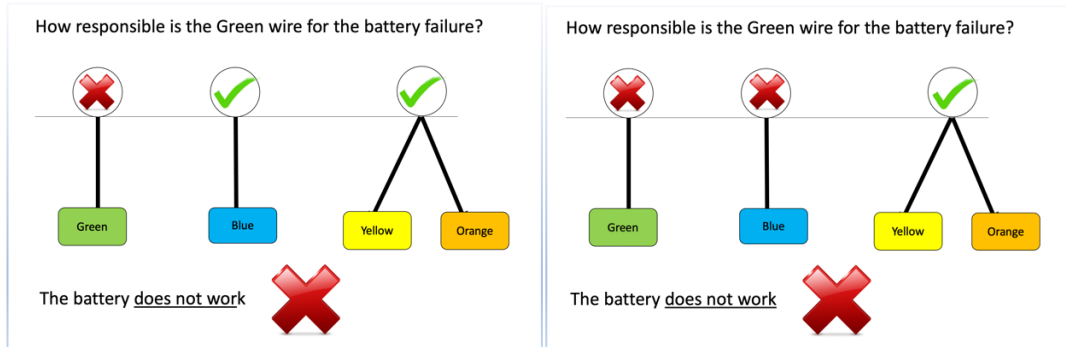 How responsible is the Green wire for the battery failure?
Green
Blue
Yellow
Orange
The battery does not work
How responsible is the Green wire for the battery failure?
Green
Blue
Yellow
Orange
The battery does not work